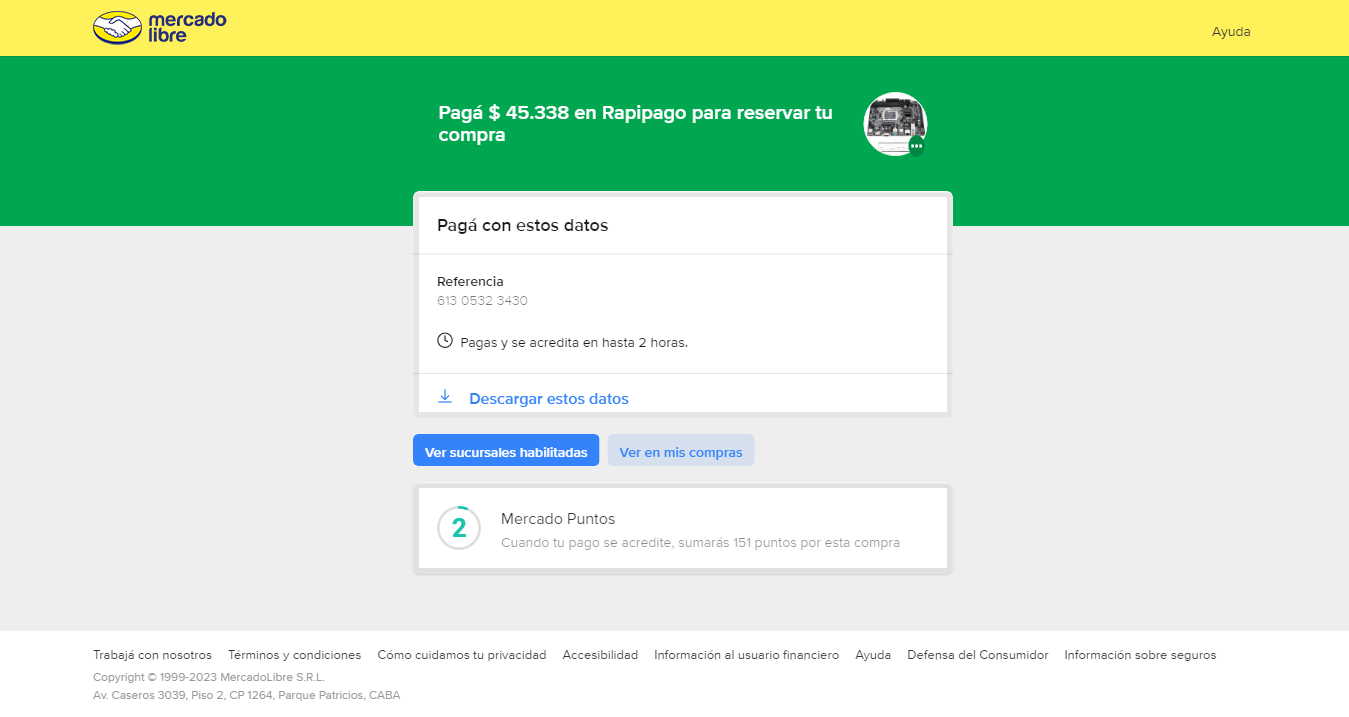 mercado
libre
Ayuda
Pagá $ 45.338 en Rapipago para reservar tu
compra
Pagá con estos datos
Referencia
613 0532 3430
Pagas y se acredita en hasta 2 horas.
Descargar estos datos
Ver sucursales habilitadas
Ver en mis compras
2
Mercado Puntos
Cuando tu pago se acredite, sumarás 151 puntos por esta compra
Trabajá con nosotros Términos y condiciones Cómo cuidamos tu privacidad Accesibilidad Información al usuario financiero Ayuda Defensa del Consumidor Información sobre seguros
Copyright © 1999-2023 MercadoLibre S.R.L.
Av. Caseros 3039, Piso 2, CP 1264, Parque Patricios, CABA